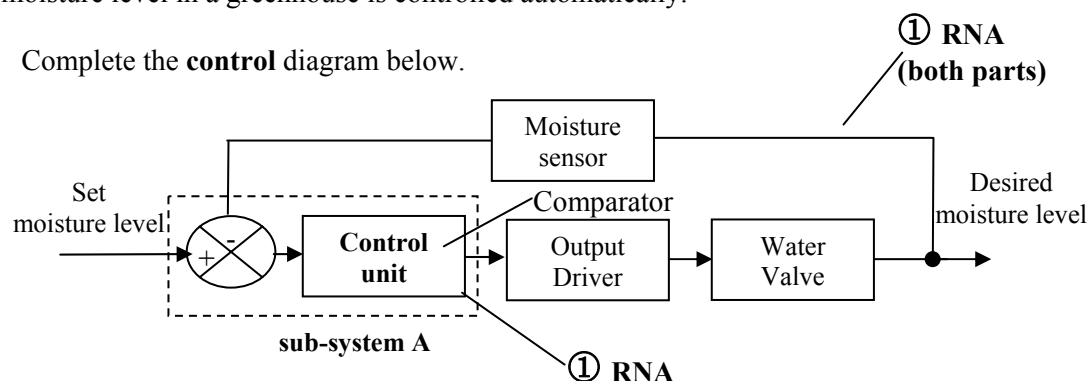 moisture level in a greenhouse is controlled automatically.
① RNA
(both parts)
Complete the control diagram below.
Moisture
sensor
Set
moisture level
Desired
moisture level
Comparator
-
+
Control
unit
Output
Driver
Water
Valve
sub-system A
① RNA